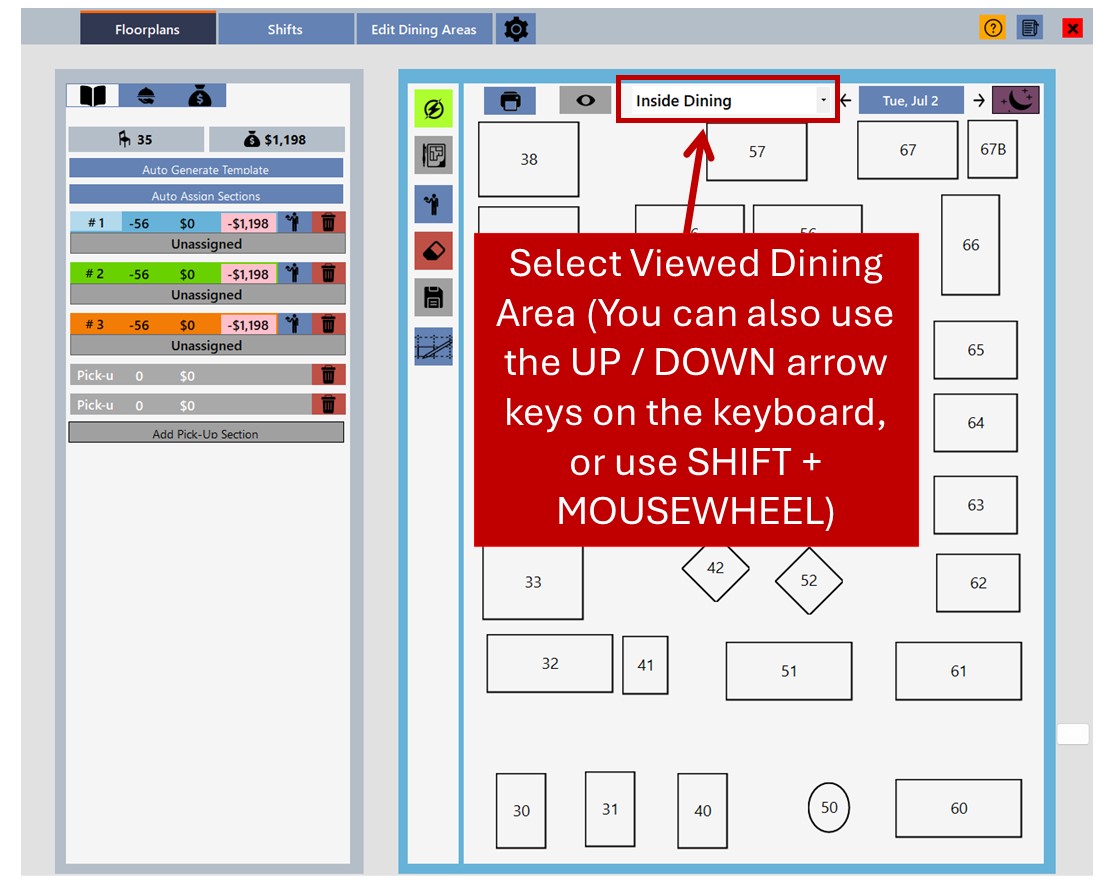 Floorplans
Shifts
Edit Dining Areas
35
$1,198
Auto Generate Template
Auto Assign Sections
# 1 -56 $0 -$1,198
Unassigned
# 2 -56 $0 -$1,198
Unassigned
# 3 -56 $0 -$1,198
Unassigned
Pick-u 0 $0
Pick-u 0 $0
Add Pick-Up Section
Inside Dining
Tue, Jul 2
38
57
67
67B
66
Select Viewed Dining
Area (You can also use
the UP / DOWN arrow
keys on the keyboard,
or use SHIFT +
MOUSEWHEEL)
65
64
63
33
42
52
62
32
41
51
61
30
31
40
50
60